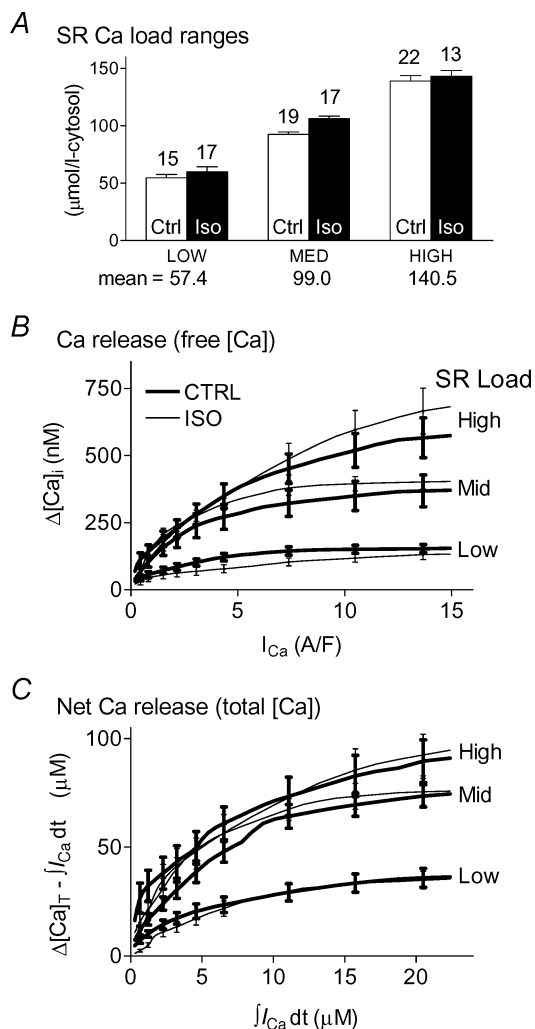 A SR Ca load ranges
(μmol/l-cytosol)
150
100
50
0
15 17 19 17 22 13
Ctrl Iso Ctrl Iso Ctrl Iso
LOW MED HIGH
mean = 57.4 99.0 140.5
B Ca release (free [Ca])
Δ[Ca]i (nM)
750
500
250
0
CTRL
ISO
SR Load
High
Mid
Low
0 5 10 15
ICa (A/F)
C Net Ca release (total [Ca])
Δ[Ca]T - ∫ICa dt (μM)
100
50
0
High
Mid
Low
0 5 10 15 20
∫ICa dt (μM)